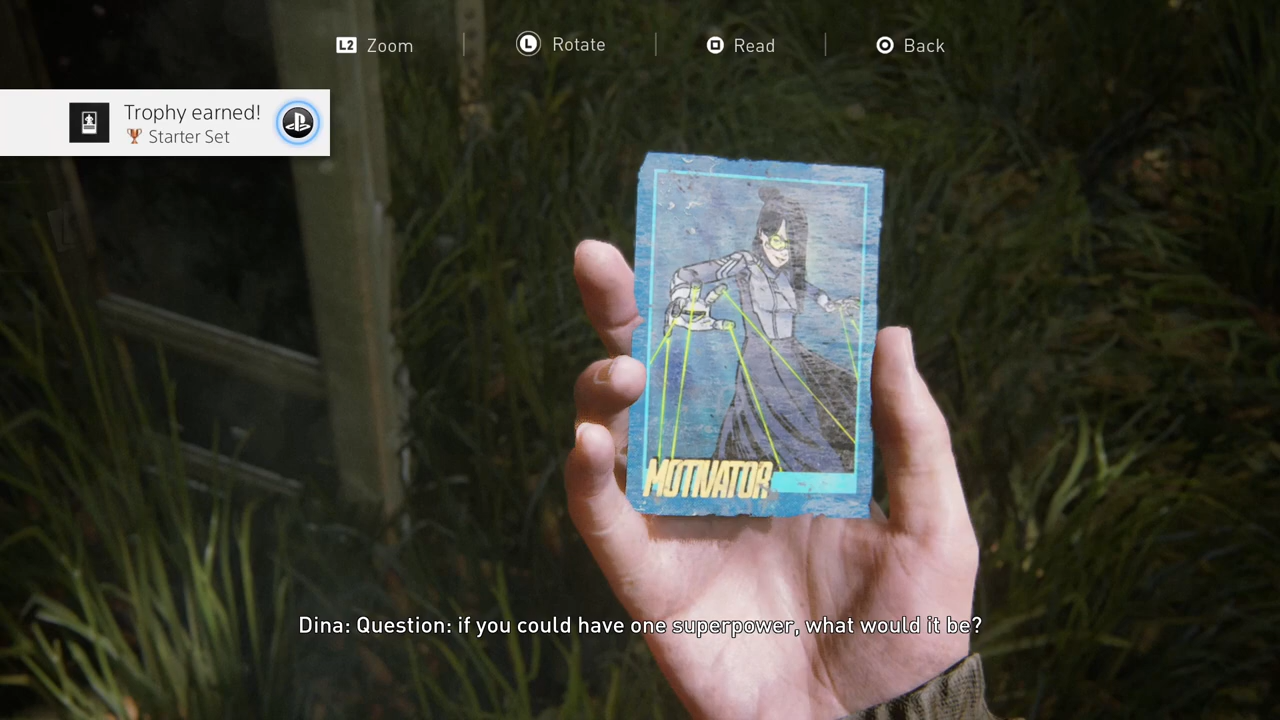 L2 Zoom
L Rotate
Read
Back
Trophy earned!
Starter Set
MOTIVATOR
Dina: Question: if you could have one superpower, what would it be?